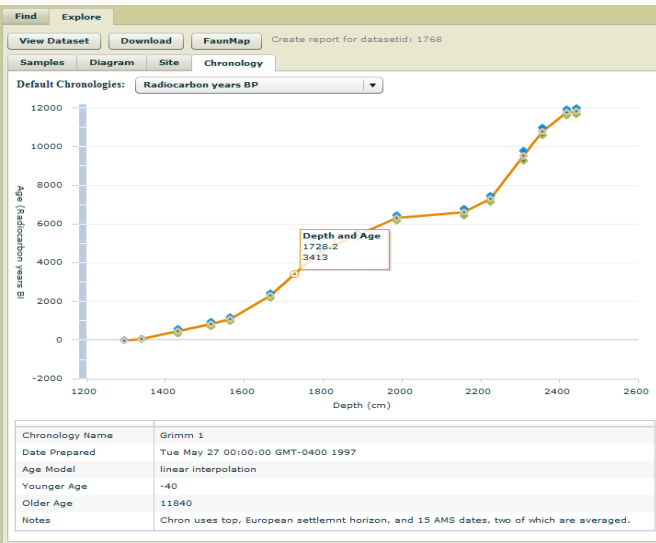 Find Explore
View Dataset Download FaunMap Create report for datasetid: 1768
Samples Diagram Site Chronology
Default Chronologies: Radiocarbon years BP
12000
10000
8000
6000
4000
2000
0
-2000
Age (Radiocarbon years BI
Depth and Age
1728.2
3413
1200 1400 1600 1800 2000 2200 2400 2600
Depth (cm)
Chronology Name Grimm 1
Date Prepared Tue May 27 00:00:00 GMT-0400 1997
Age Model linear interpolation
Younger Age -40
Older Age 11840
Notes Chron uses top, European settlemnt horizon, and 15 AMS dates, two of which are averaged.